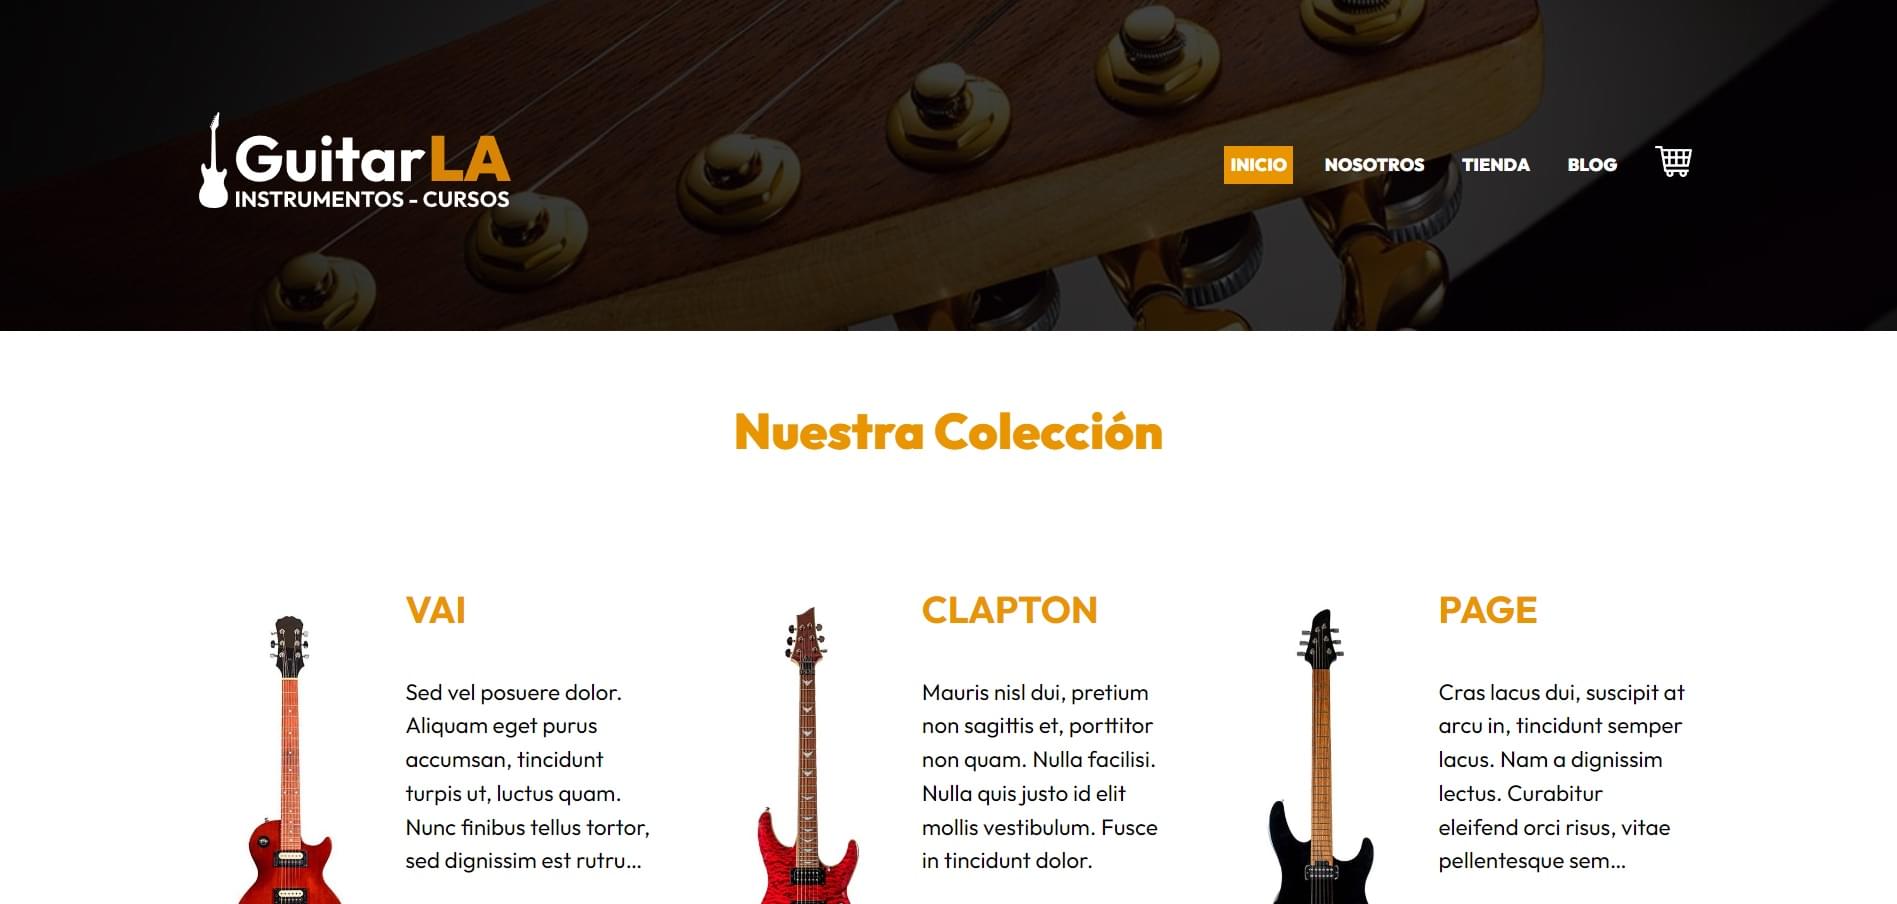 GuitarLA
INSTRUMENTOS - CURSOS
INICIO NOSOTROS TIENDA BLOG
Nuestra Colección
VAI
Sed vel posuere dolor.
Aliquam eget purus
accumsan, tincidunt
turpis ut, luctus quam.
Nunc finibus tellus tortor,
sed dignissim est rutru...
CLAPTON
Mauris nisl dui, pretium
non sagittis et, porttitor
non quam. Nulla facilisi.
Nulla quis justo id elit
mollis vestibulum. Fusce
in tincidunt dolor.
PAGE
Cras lacus dui, suscipit at
arcu in, tincidunt semper
lacus. Nam a dignissim
lectus. Curabitur
eleifend orci risus, vitae
pellentesque sem...